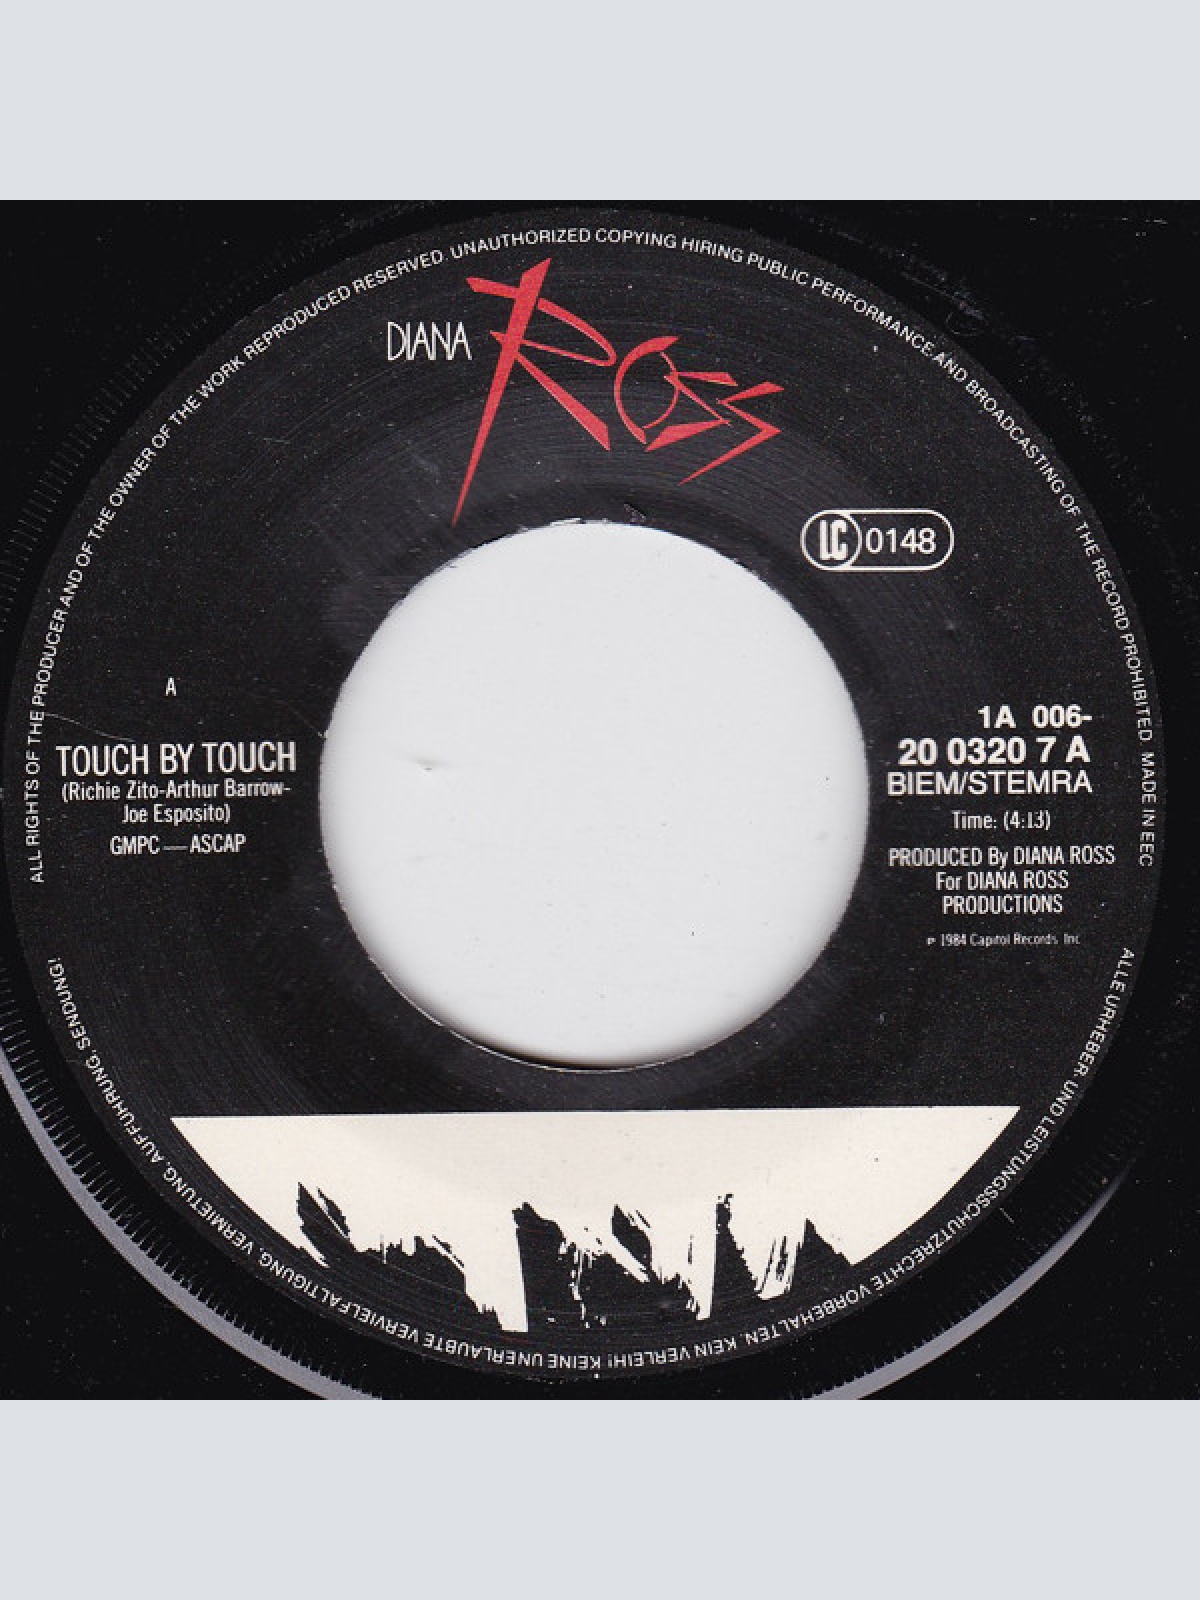 ALL RIGHTS OF THE PRODUCER AND OF THE OWNER OF THE WORK REPRODUCED RESERVED. UNAUTHORIZED COPYING HIRING PUBLIC PERFORMANCE AND BROADCASTING OF THE RECORD PROHIBITED. MADE IN EEC
DIANA ROSS
LC 0148
A
TOUCH BY TOUCH
(Richie Zito-Arthur Barrow-
Joe Esposito)
GMPC — ASCAP
1A 006-
20 0320 7 A
BIEM/STEMRA
Time: (4:13)
PRODUCED By DIANA ROSS
For DIANA ROSS
PRODUCTIONS
℗ 1984 Capitol Records Inc
ALLE URHEBER- UND LEISTUNGSSCHUTZRECHTE VORBEHALTEN. KEIN VERLEIH! KEINE UNERLAUBTE VERVIELFALTIGUNG, VERMIETUNG, AUFFUHRUNG, SENDUNG!